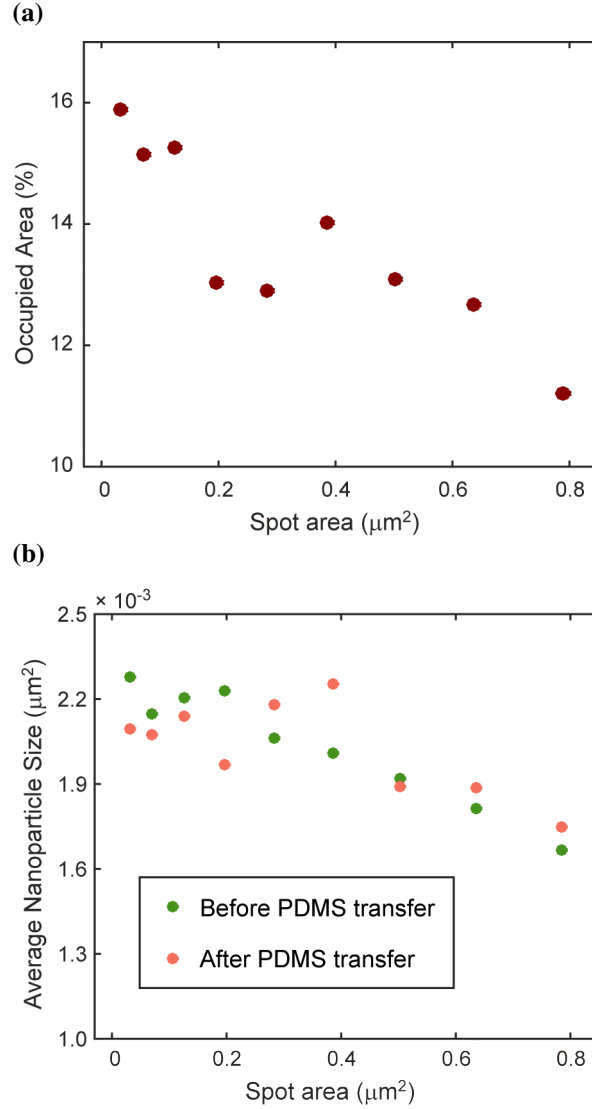 (a)
16
14
12
10
Occupied Area (%)
0 0.2 0.4 0.6 0.8
Spot area (μm²)
(b)
× 10⁻³
2.5
2.2
1.9
1.6
1.3
1.0
Average Nanoparticle Size (μm²)
Before PDMS transfer
After PDMS transfer
0 0.2 0.4 0.6 0.8
Spot area (μm²)